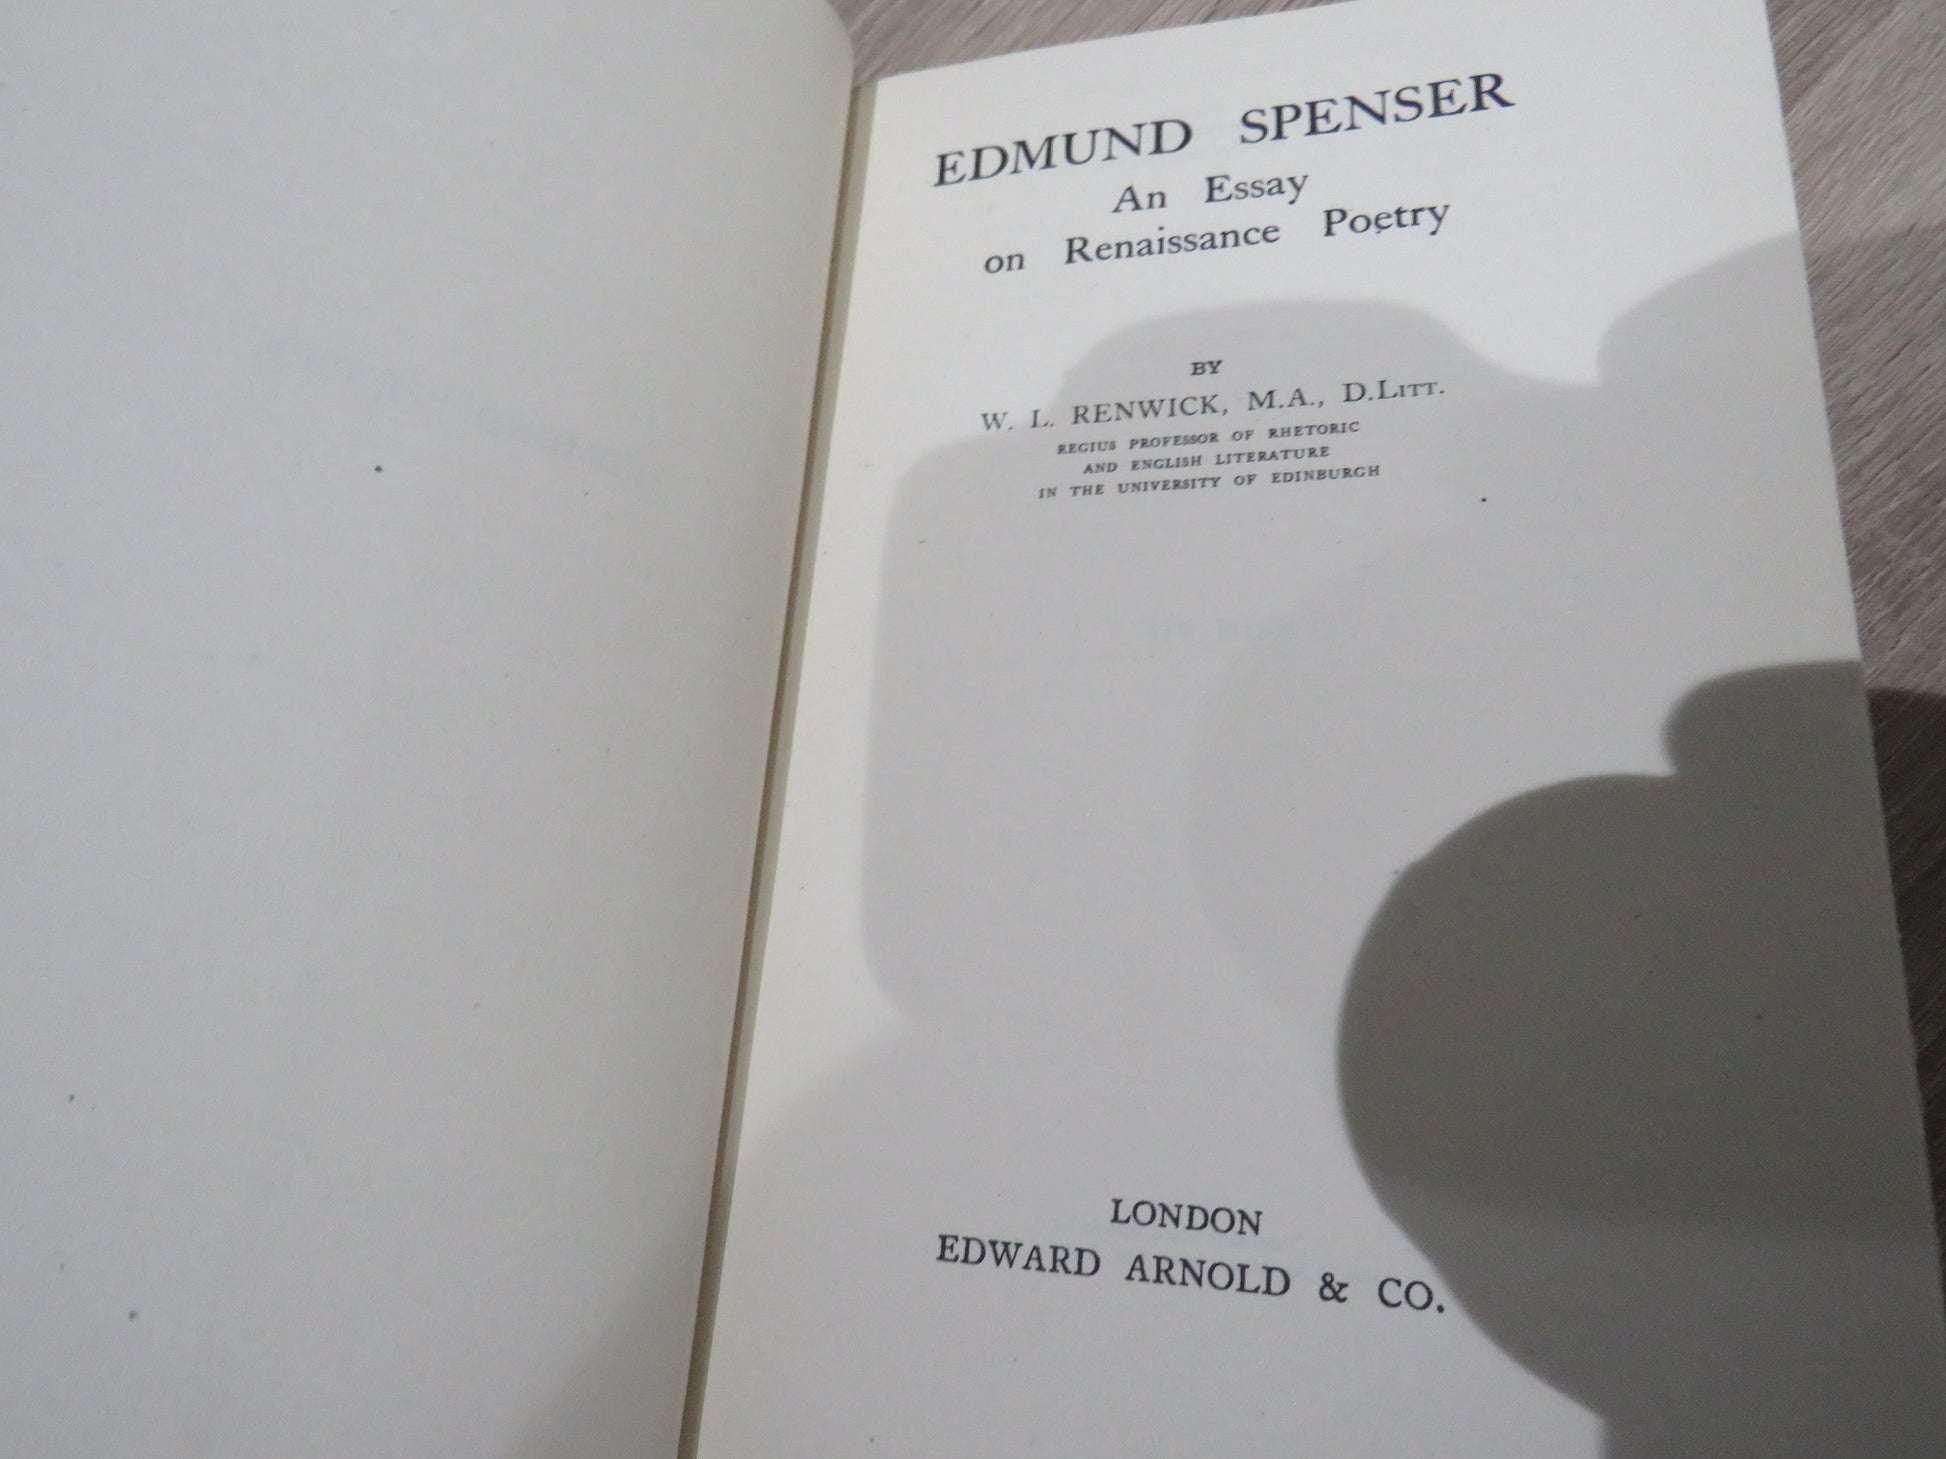 EDMUND SPENSER
An Essay
on Renaissance Poetry
BY
W. L. RENWICK, M.A., D.LITT.
REGIUS PROFESSOR OF RHETORIC
AND ENGLISH LITERATURE
IN THE UNIVERSITY OF EDINBURGH
LONDON
EDWARD ARNOLD & CO.